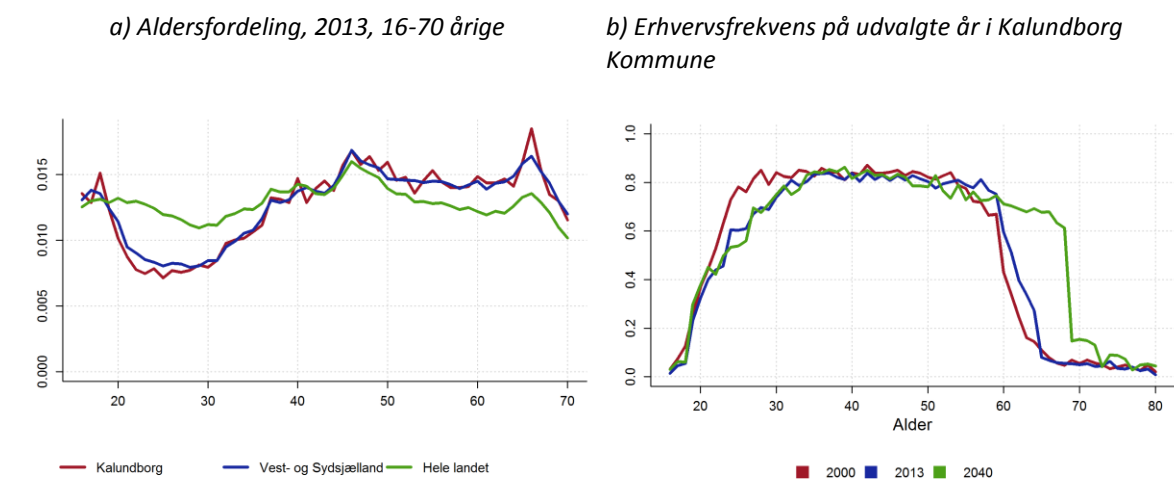 a) Aldersfordeling, 2013, 16-70 årige
0.015
0.010
0.005
0.000
20 30 40 50 60 70
Kalundborg Vest- og Sydsjælland Hele landet
b) Erhvervsfrekvens på udvalgte år i Kalundborg
Kommune
1.0
0.8
0.6
0.4
0.2
0.0
20 30 40 50 60 70 80
Alder
2000 2013 2040